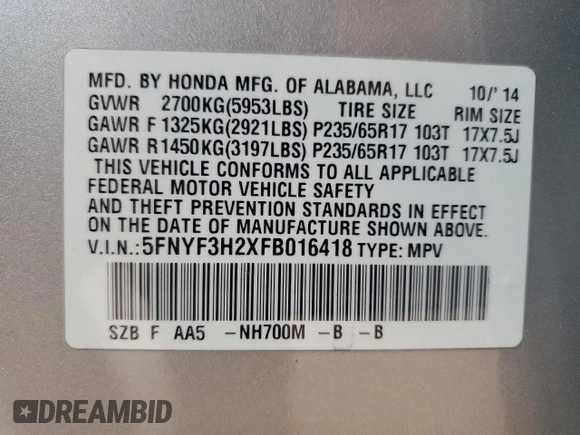 MFD. BY HONDA MFG. OF ALABAMA, LLC 10/' 14
GVWR 2700KG(5953LBS) TIRE SIZE RIM SIZE
GAWR F 1325KG(2921LBS) P235/65R17 103T 17X7.5J
GAWR R 1450KG(3197LBS) P235/65R17 103T 17X7.5J
THIS VEHICLE CONFORMS TO ALL APPLICABLE
FEDERAL MOTOR VEHICLE SAFETY
AND THEFT PREVENTION STANDARDS IN EFFECT
ON THE DATE OF MANUFACTURE SHOWN ABOVE.
V.I.N.:5FNYF3H2XFB016418 TYPE: MPV
SZB F AA5 -NH700M -B -B
DREAMBID